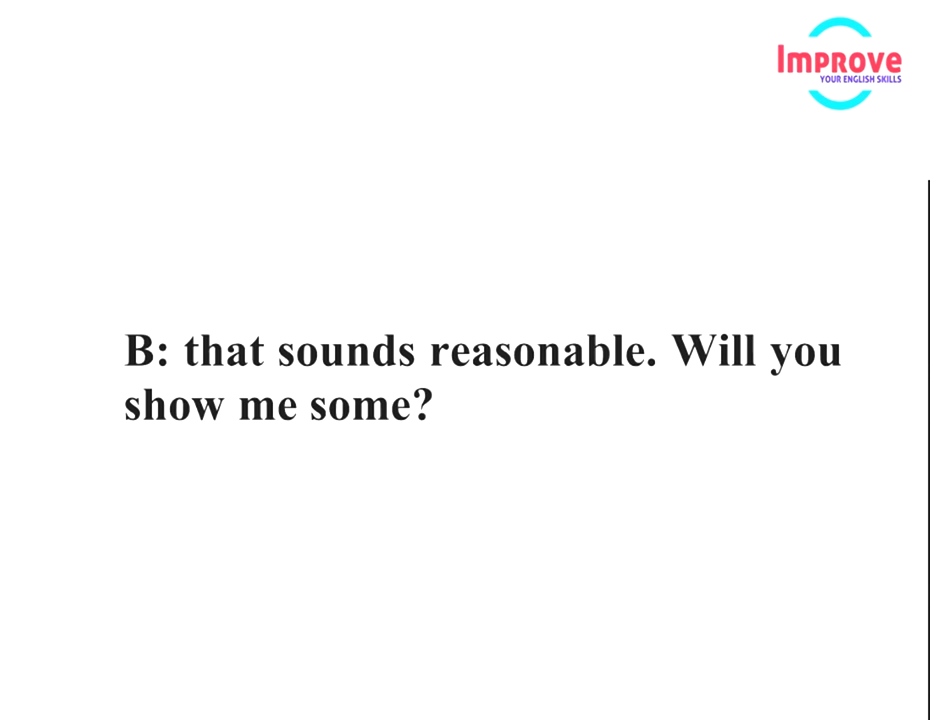 Improve
YOUR ENGLISH SKILLS
B: that sounds reasonable. Will you
show me some?